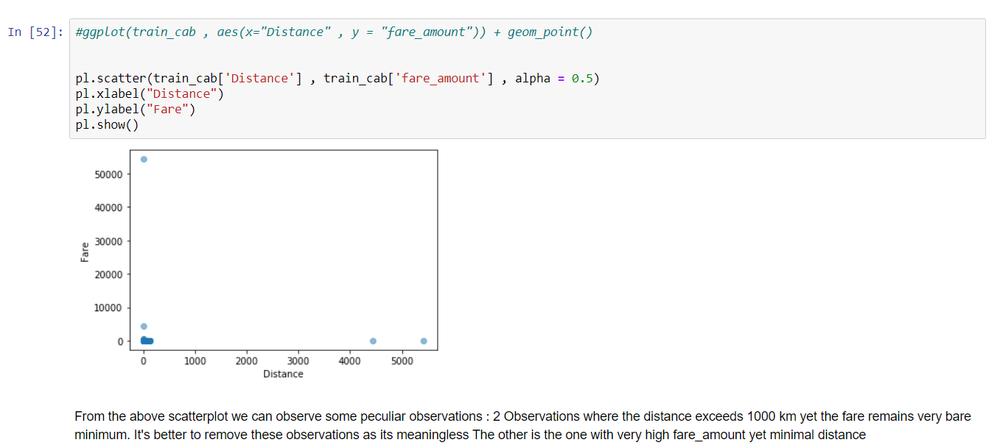 In [52]: #ggplot(train_cab , aes(x="Distance" , y = "fare_amount")) + geom_point()
pl.scatter(train_cab['Distance'] , train_cab['fare_amount'] , alpha = 0.5)
pl.xlabel("Distance")
pl.ylabel("Fare")
pl.show()
50000
40000
30000
20000
10000
0
Fare
0 1000 2000 3000 4000 5000
Distance
From the above scatterplot we can observe some peculiar observations : 2 Observations where the distance exceeds 1000 km yet the fare remains very bare
minimum. It's better to remove these observations as its meaningless The other is the one with very high fare_amount yet minimal distance